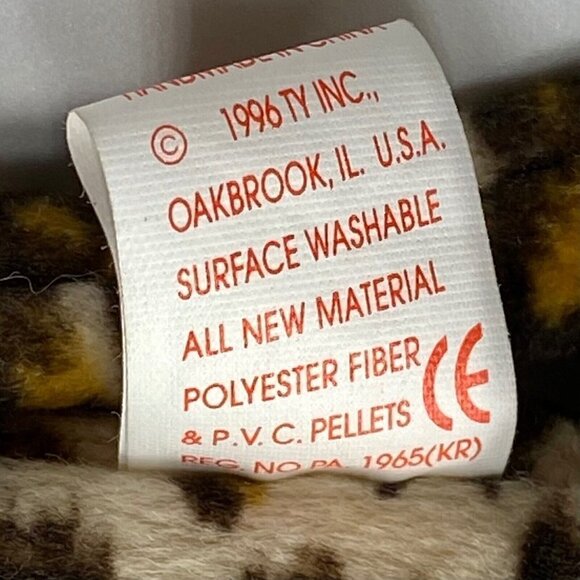 HANDMADE IN CHINA
© 1996 TY INC.,
OAKBROOK, IL. U.S.A.
SURFACE WASHABLE
ALL NEW MATERIAL
POLYESTER FIBER
& P.V.C. PELLETS CE
REG. NO PA. 1965(KR)